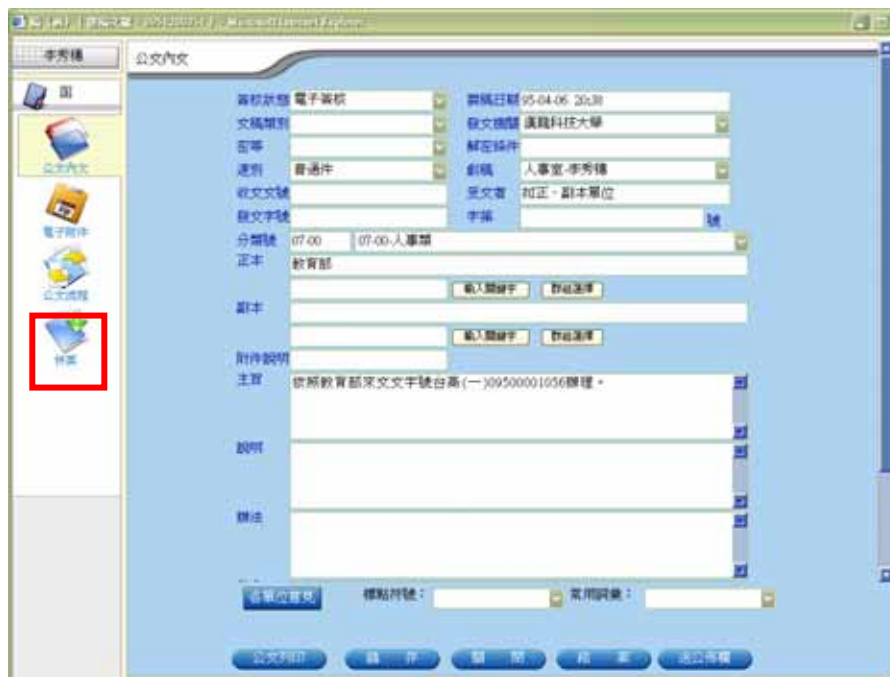 Microsoft Internet Explorer
李秀
公文內文
公文內文
電子附件
公文流程
併案
簽核狀態 電子簽核
擬稿日期 95-04-06
文稿類別
發文機關 科技大學
密等
解密條件
速別 普通件
創稿 人事室-李秀
收文文號
受文者 如正、副本單位
發文字號
字第 號
分類號 07-00 07-00-人事類
正本 教育部
輸入關鍵字 群組選擇
副本
輸入關鍵字 群組選擇
附件說明
主旨 依照教育部來文文字號台高(一)09500001056辦理。
說明
辦法
各單位意見 標點符號： 常用詞彙：
公文列印 儲 存 關 閉 結 案 送公佈欄